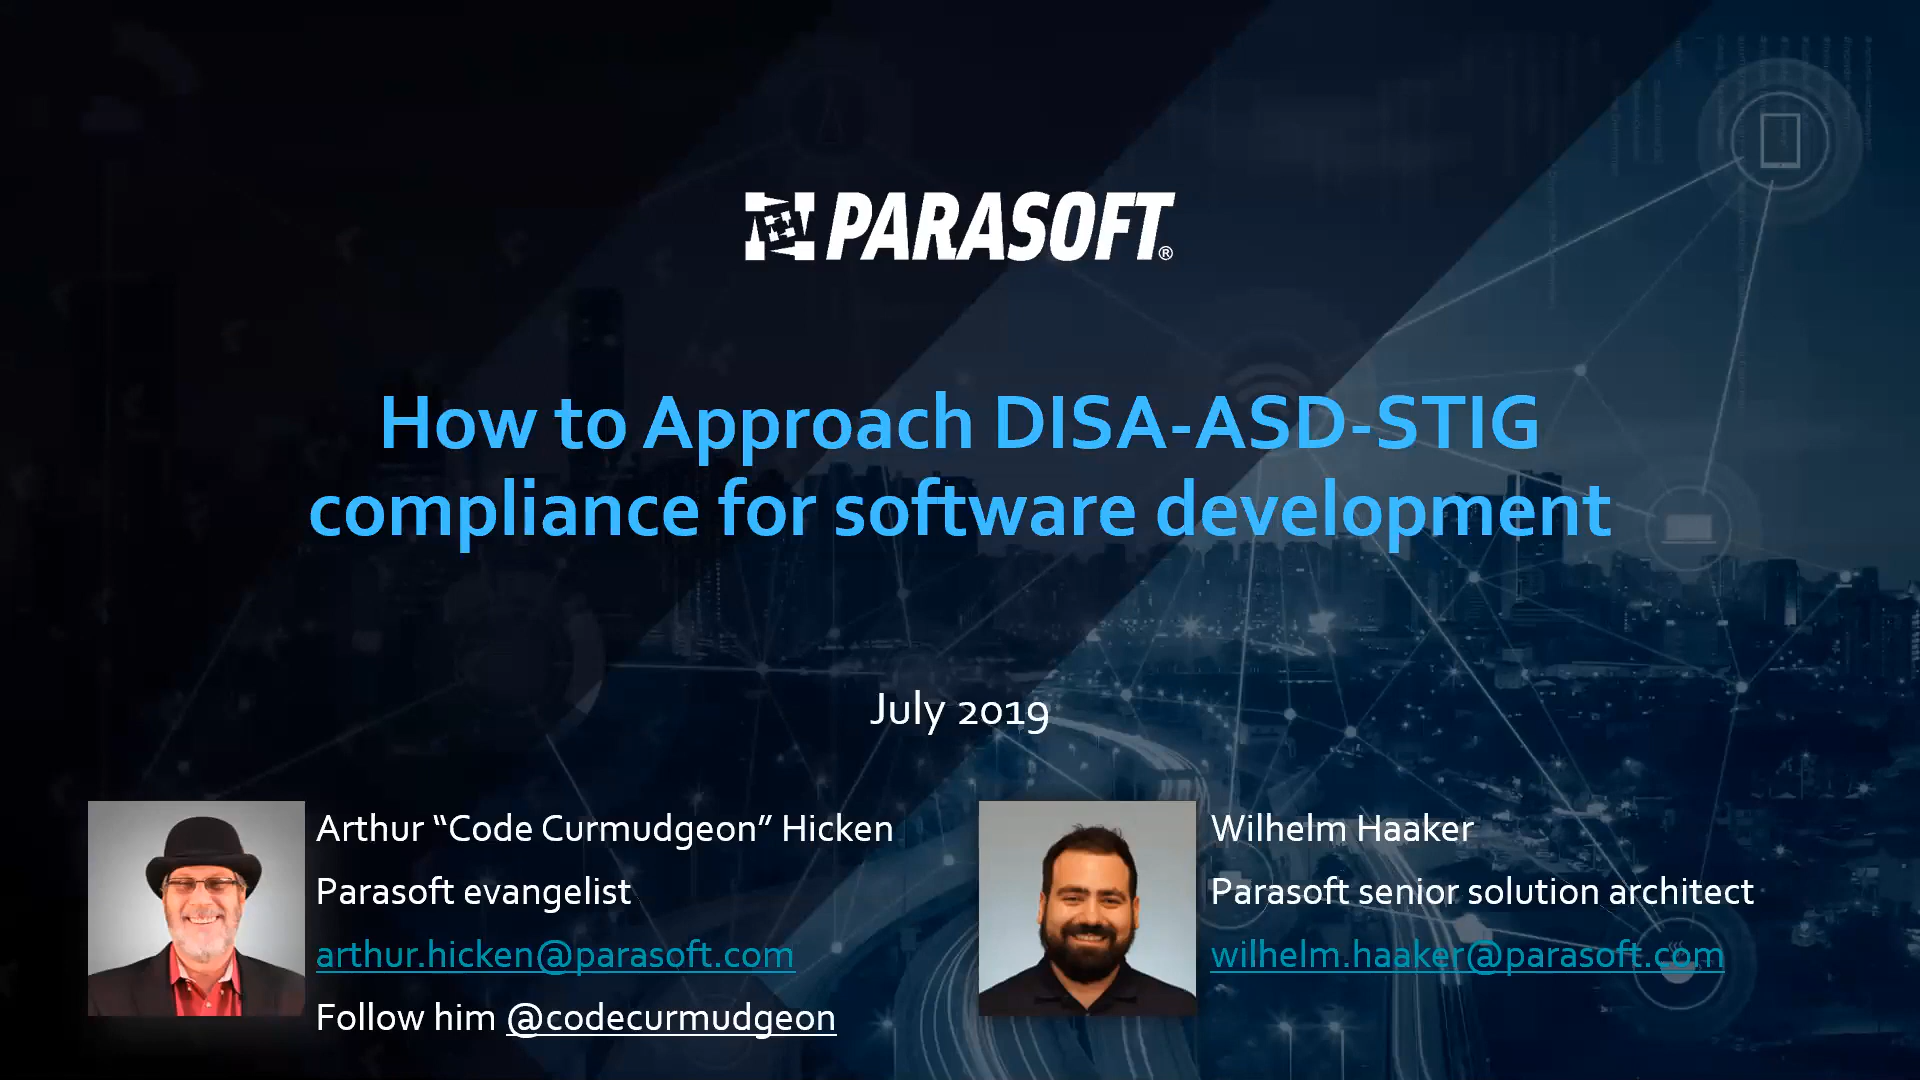 PARASOFT®
How to Approach DISA-ASD-STIG
compliance for software development
July 2019
Arthur “Code Curmudgeon” Hicken
Parasoft evangelist
arthur.hicken@parasoft.com
Follow him @codecurmudgeon
Wilhelm Haaker
Parasoft senior solution architect
wilhelm.haaker@parasoft.com